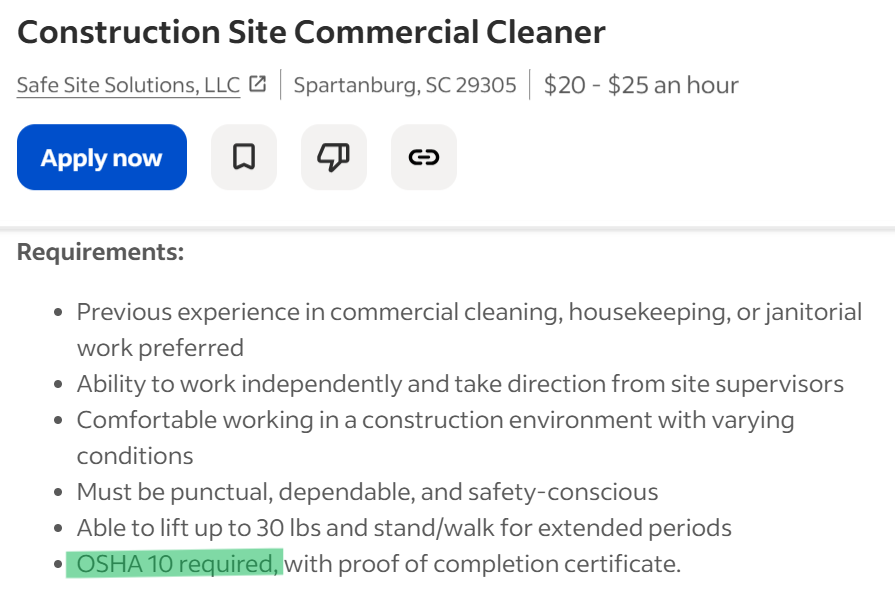 Construction Site Commercial Cleaner
Safe Site Solutions, LLC Spartanburg, SC 29305 $20 - $25 an hour
Apply now
Requirements:
• Previous experience in commercial cleaning, housekeeping, or janitorial
work preferred
• Ability to work independently and take direction from site supervisors
• Comfortable working in a construction environment with varying
conditions
• Must be punctual, dependable, and safety-conscious
• Able to lift up to 30 lbs and stand/walk for extended periods
• OSHA 10 required, with proof of completion certificate.